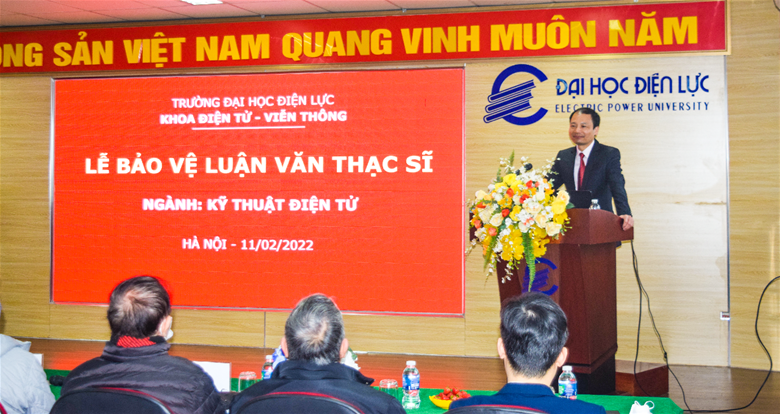 NG SẢN VIỆT NAM QUANG VINH MUÔN NĂM
TRƯỜNG ĐẠI HỌC ĐIỆN LỰC
KHOA ĐIỆN TỬ - VIỄN THÔNG
LỄ BẢO VỆ LUẬN VĂN THẠC SĨ
NGÀNH: KỸ THUẬT ĐIỆN TỬ
HÀ NỘI - 11/02/2022
ĐẠI HỌC ĐIỆN LỰC
ELECTRIC POWER UNIVERSITY